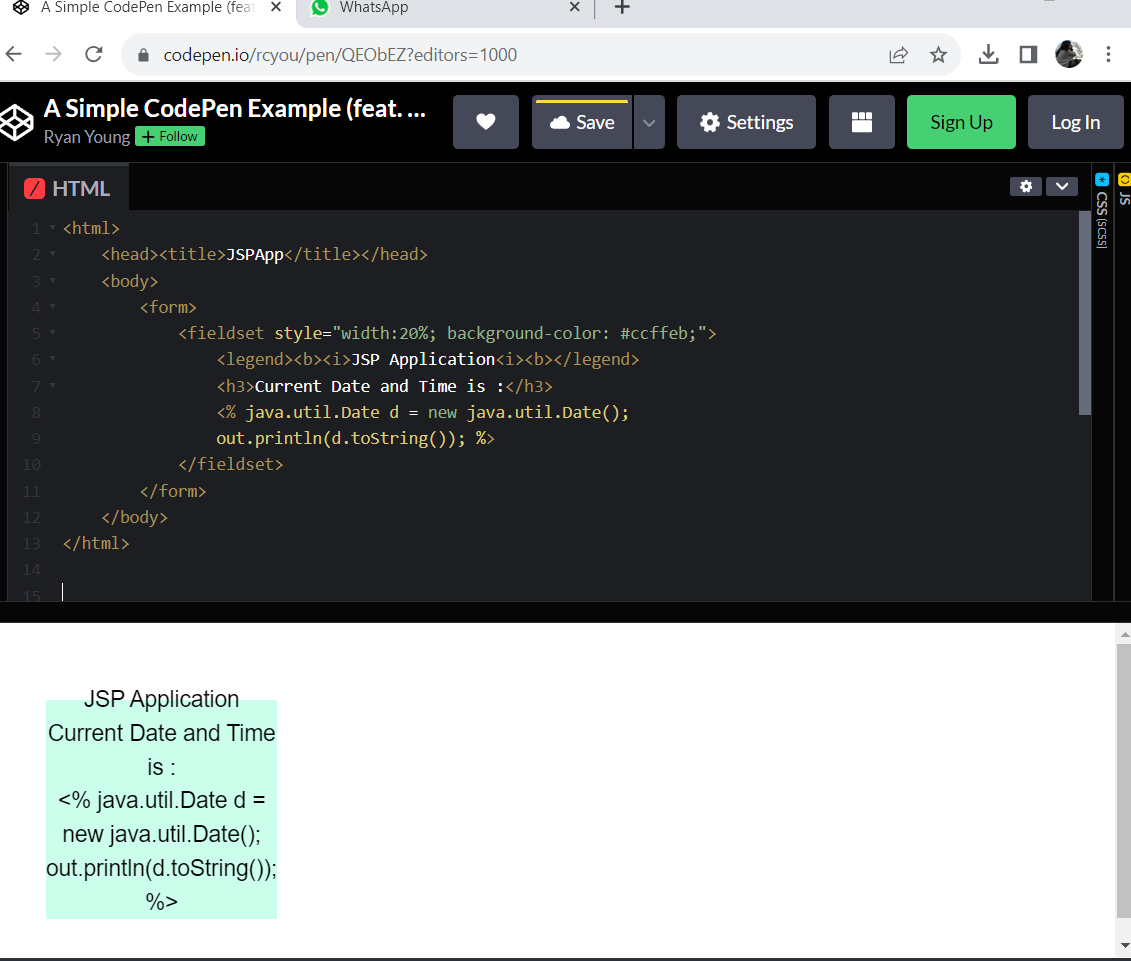 A Simple CodePen Example (feat
WhatsApp
codepen.io/rcyou/pen/QEObEZ?editors=1000
A Simple CodePen Example (feat. ...
Ryan Young + Follow
Save
Settings
Sign Up
Log In
HTML
CSS (SCSS)
JS
1 <html>
2 <head><title>JSPApp</title></head>
3 <body>
4 <form>
5 <fieldset style="width:20%; background-color: #ccffeb;">
6 <legend><b><i>JSP Application<i><b></legend>
7 <h3>Current Date and Time is :</h3>
8 <% java.util.Date d = new java.util.Date();
9 out.println(d.toString()); %>
10 </fieldset>
11 </form>
12 </body>
13 </html>
14
15
JSP Application
Current Date and Time
is :
<% java.util.Date d =
new java.util.Date();
out.println(d.toString());
%>